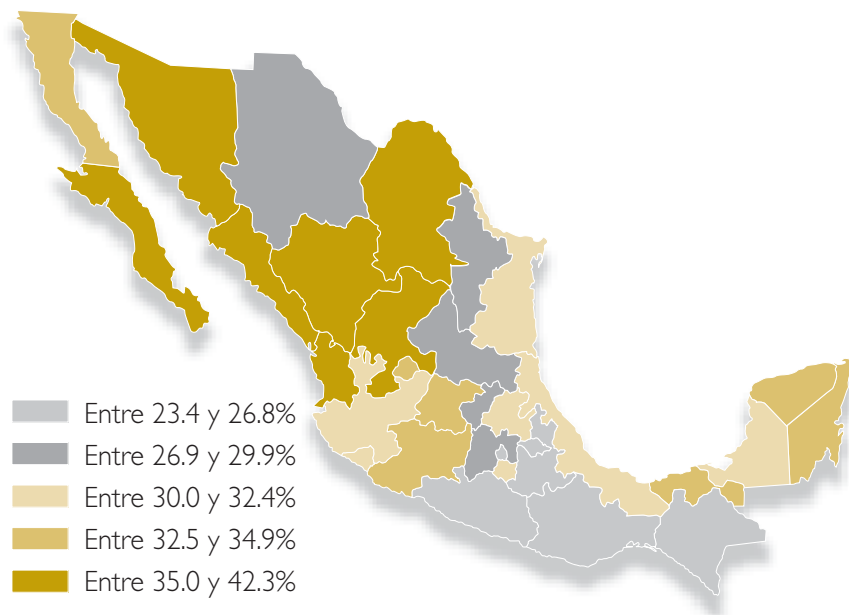 Entre 23.4 y 26.8%
Entre 26.9 y 29.9%
Entre 30.0 y 32.4%
Entre 32.5 y 34.9%
Entre 35.0 y 42.3%